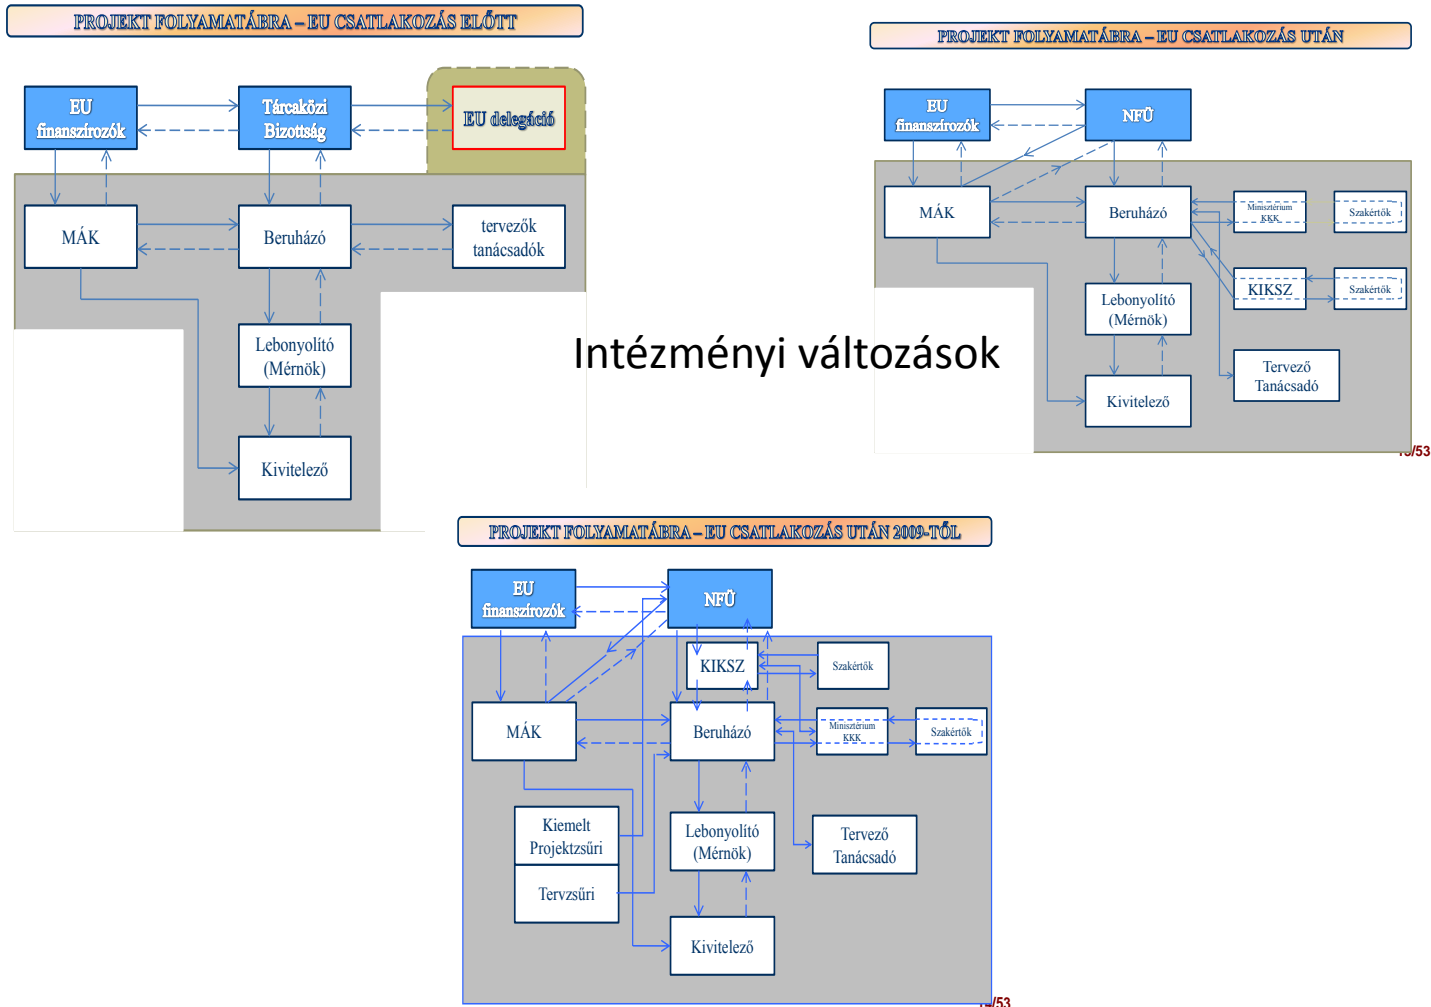 PROJEKT FOLYAMATÁBRA – EU CSATLAKOZÁS ELŐTT
EU
finanszírozók
Tárcaközi
Bizottság
EU delegáció
MÁK
Beruházó
tervezők
tanácsadók
Lebonyolító
(Mérnök)
Kivitelező
PROJEKT FOLYAMATÁBRA – EU CSATLAKOZÁS UTÁN
EU
finanszírozók
NFÜ
MÁK
Beruházó
Minisztérium
KKK
Szakértők
KIKSZ
Szakértők
Lebonyolító
(Mérnök)
Tervező
Tanácsadó
Kivitelező
/53
Intézményi változások
PROJEKT FOLYAMATÁBRA – EU CSATLAKOZÁS UTÁN 2009-TŐL
EU
finanszírozók
NFÜ
KIKSZ
Szakértők
MÁK
Beruházó
Minisztérium
KKK
Szakértők
Kiemelt
Projektzsűri
Tervzsűri
Lebonyolító
(Mérnök)
Tervező
Tanácsadó
Kivitelező
/53